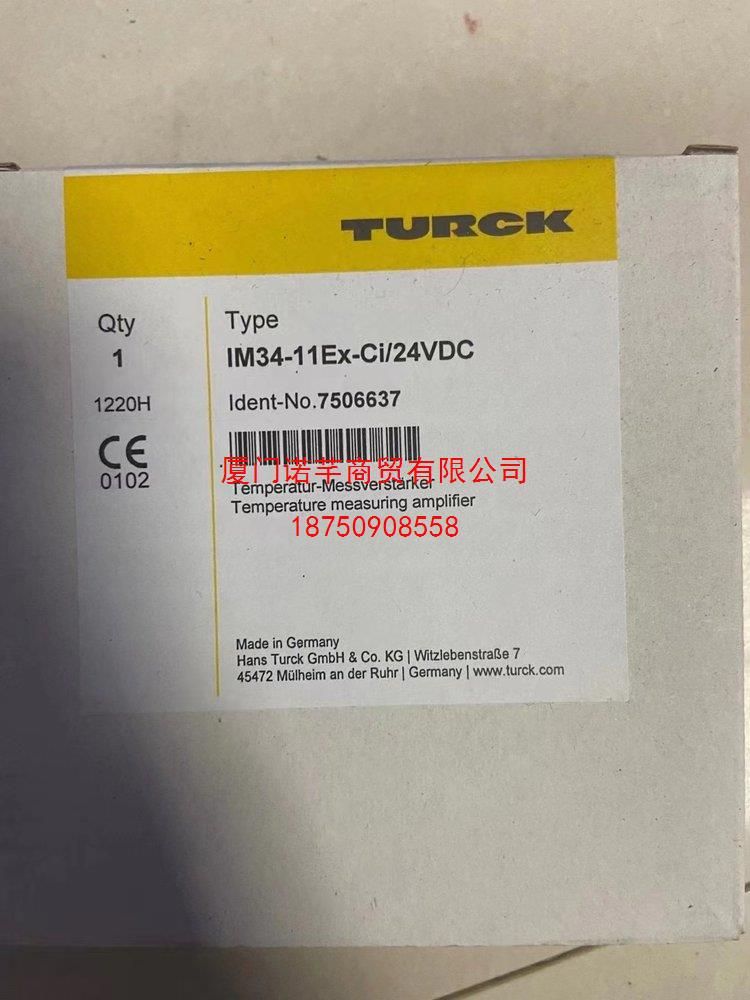 TURCK
Qty
1
1220H
CE
0102
Type
IM34-11Ex-Ci/24VDC
Ident-No.7506637
厦门诺芊商贸有限公司
Temperatur-Messverstärker
Temperature measuring amplifier
18750908558
Made in Germany
Hans Turck GmbH & Co. KG | Witzlebenstraße 7
45472 Mülheim an der Ruhr | Germany | www.turck.com